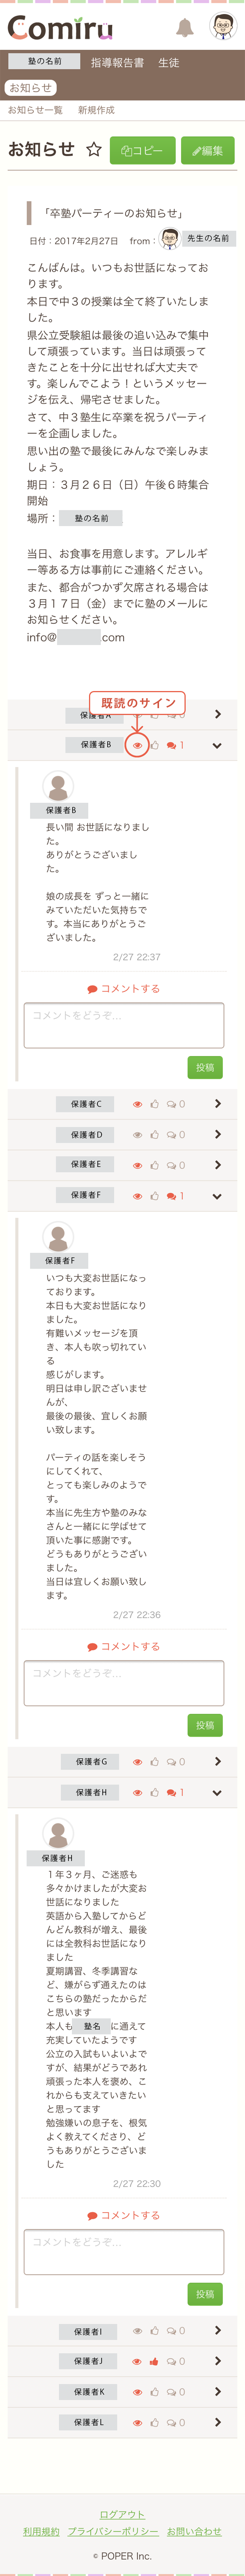 Comiru
塾の名前 指導報告書 生徒
お知らせ
お知らせ一覧 新規作成
お知らせ コピー 編集
「卒塾パーティーのお知らせ」
日付：2017年2月27日 from： 先生の名前
こんばんは。いつもお世話になってお
ります。
本日で中３の授業は全て終了いたしま
した。
県公立受験組は最後の追い込みで集中
して頑張っています。当日は頑張って
きたことを十分に出せれば大丈夫で
す。楽しんでこよう！というメッセー
ジを伝え、帰宅させました。
さて、中３塾生に卒業を祝うパーティ
ーを企画しました。
思い出の塾で最後にみんなで楽しみま
しょう。
期日：３月２６日（日）午後６時集合
開始
場所： 塾の名前
当日、お食事を用意します。アレルギ
ー等ある方は事前にご連絡ください。
また、都合がつかず欠席される場合は
３月１７日（金）までに塾のメールに
お知らせください。
info@ com
既読のサイン
保護者A 0
保護者B 1
保護者B
長い間 お世話になりまし
た。
ありがとうございまし
た。
娘の成長を ずっと一緒に
みていただいた気持ちで
す。本当にありがとうご
ざいました。
2/27 22:37
コメントする
コメントをどうぞ...
投稿
保護者C 0
保護者D 0
保護者E 0
保護者F 1
保護者F
いつも大変お世話になっ
ております。
本日も大変お世話になり
ました。
有難いメッセージを頂
き、本人も吹っ切れてい
る
感じがします。
明日は申し訳ございませ
んが、
最後の最後、宜しくお願
い致します。
パーティの話を楽しそう
にしてくれて、
とっても楽しみのようで
す。
本当に先生方や塾のみな
さんと一緒にに学ばせて
頂いた事に感謝です。
どうもありがとうござい
ました。
当日は宜しくお願い致し
ます。
2/27 22:36
コメントする
コメントをどうぞ...
投稿
保護者G 0
保護者H 1
保護者H
１年３ヶ月、ご迷惑も
多々かけましたが大変お
世話になりました
英語から入塾してからど
んどん教科が増え、最後
には全教科お世話になり
ました
夏期講習、冬季講習な
ど、嫌がらず通えたのは
こちらの塾だったからだ
と思います
本人も 塾名 に通えて
充実していたようです
公立の入試もいよいよで
すが、結果がどうであれ
頑張った本人を褒め、こ
れからも支えていきたい
と思ってます
勉強嫌いの息子を、根気
よく教えてくださり、ど
うもありがとうございま
した
2/27 22:30
コメントする
コメントをどうぞ...
投稿
保護者I 0
保護者J 0
保護者K 0
保護者L 0
ログアウト
利用規約 プライバシーポリシー お問い合わせ
© POPER Inc.